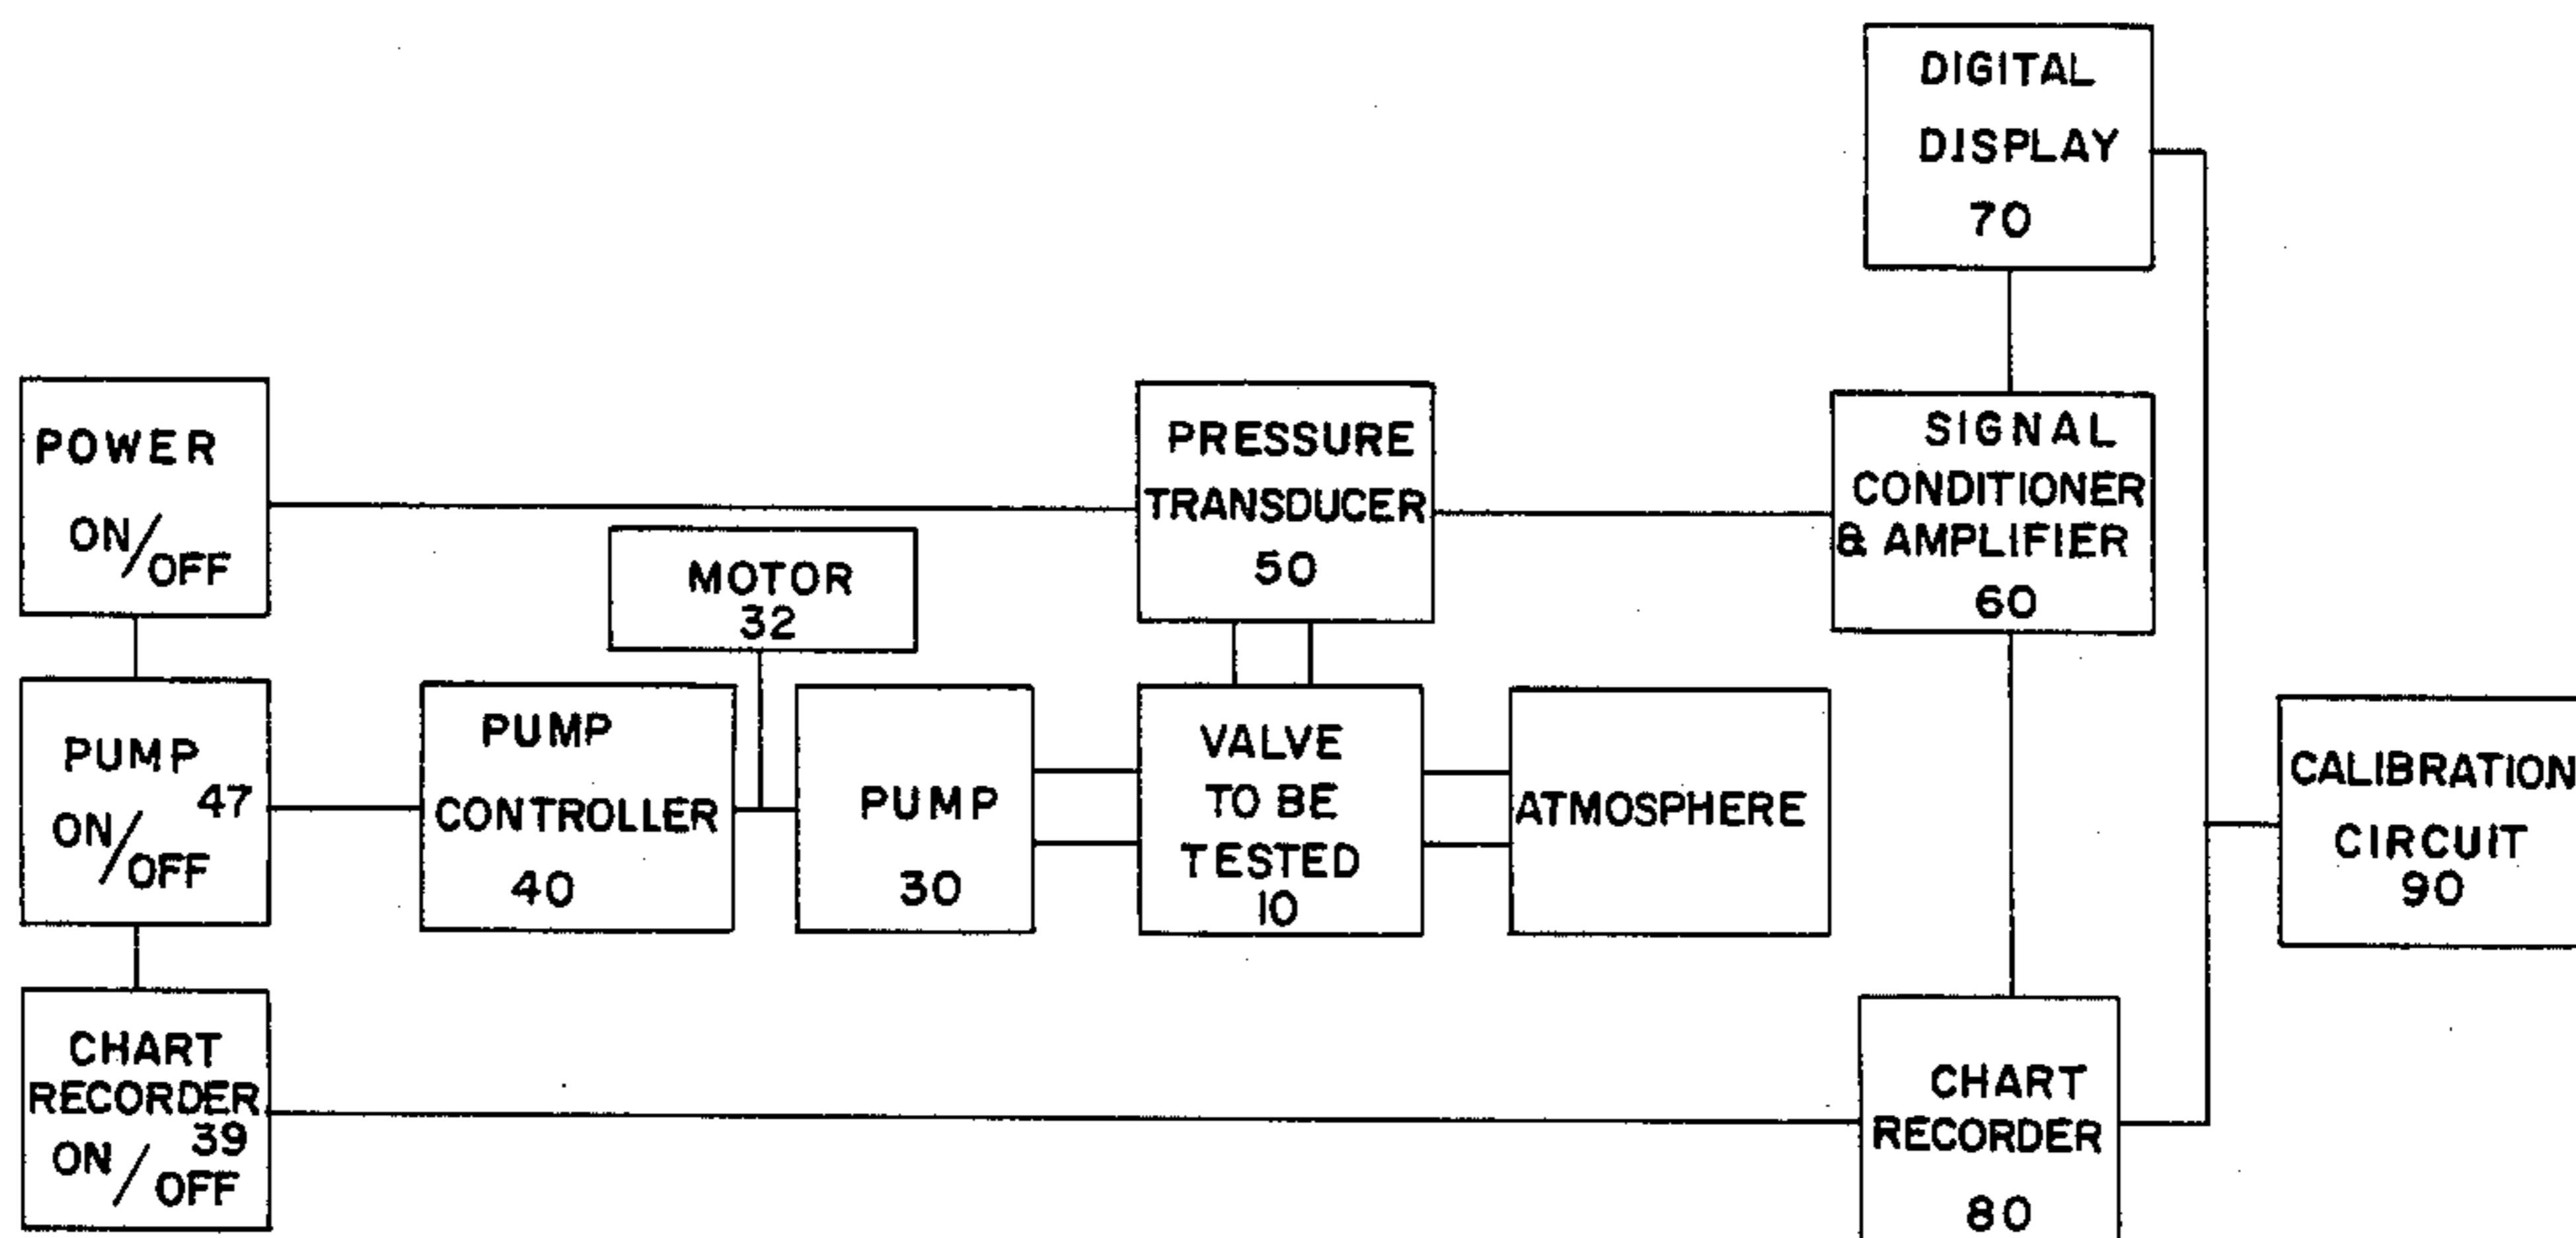 DIGITAL
DISPLAY
70
POWER
ON/OFF
PRESSURE
TRANSDUCER
50
SIGNAL
CONDITIONER
& AMPLIFIER
60
MOTOR
32
PUMP
47
ON/OFF
PUMP
CONTROLLER
40
PUMP
30
VALVE
TO BE
TESTED
10
ATMOSPHERE
CALIBRATION
CIRCUIT
90
CHART
RECORDER
39
ON/OFF
CHART
RECORDER
80